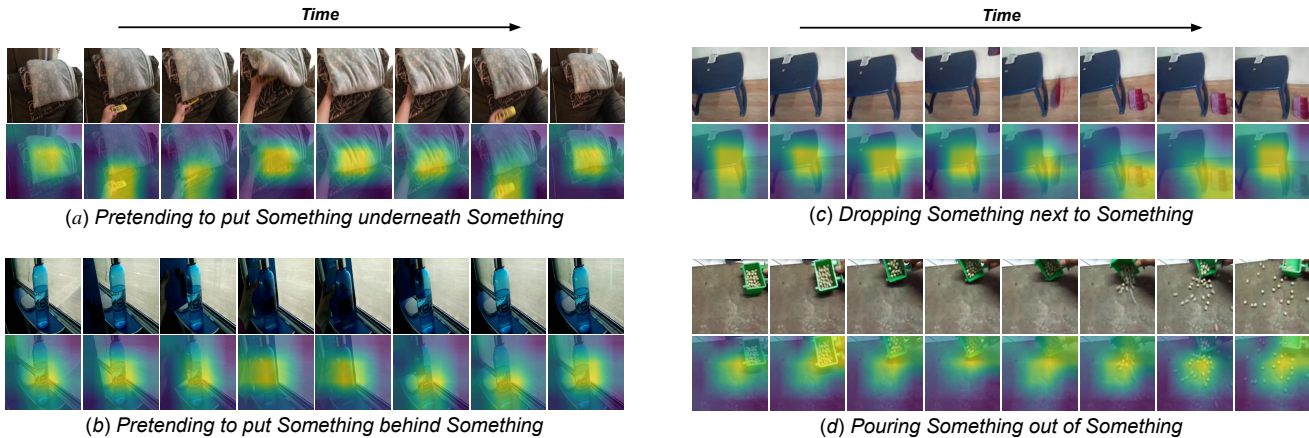 Time
(a) Pretending to put Something underneath Something
(b) Pretending to put Something behind Something
Time
(c) Dropping Something next to Something
(d) Pouring Something out of Something